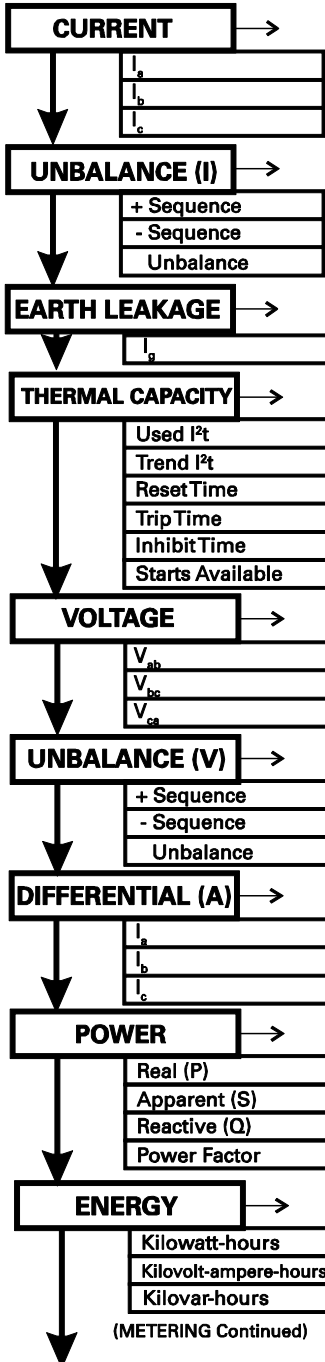 CURRENT
Ia
Ib
Ic
UNBALANCE (I)
+ Sequence
- Sequence
Unbalance
EARTH LEAKAGE
Ig
THERMAL CAPACITY
Used I²t
Trend I²t
Reset Time
Trip Time
Inhibit Time
Starts Available
VOLTAGE
Vab
Vbc
Vca
UNBALANCE (V)
+ Sequence
- Sequence
Unbalance
DIFFERENTIAL (A)
Ia
Ib
Ic
POWER
Real (P)
Apparent (S)
Reactive (Q)
Power Factor
ENERGY
Kilowatt-hours
Kilovolt-ampere-hours
Kilovar-hours
(METERING Continued)